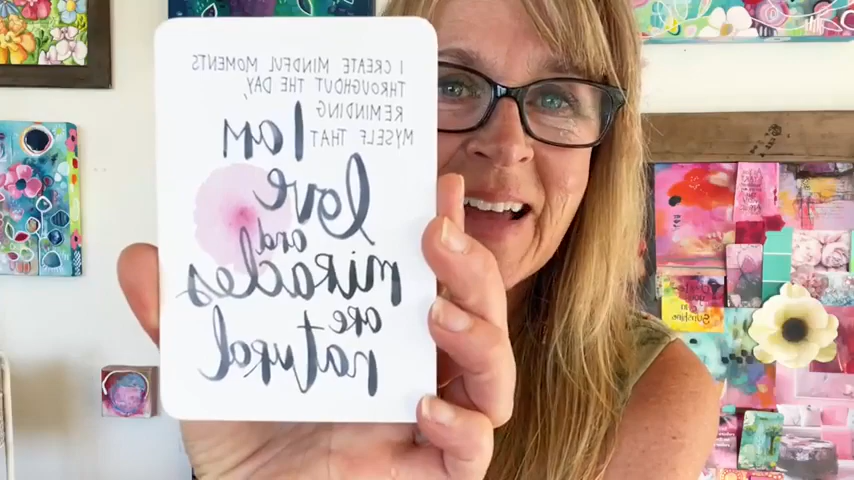 I CREATE MINDFUL MOMENTS
THROUGHOUT THE DAY,
REMINDING
MYSELF THAT I am
love
and
miracles
are
natural